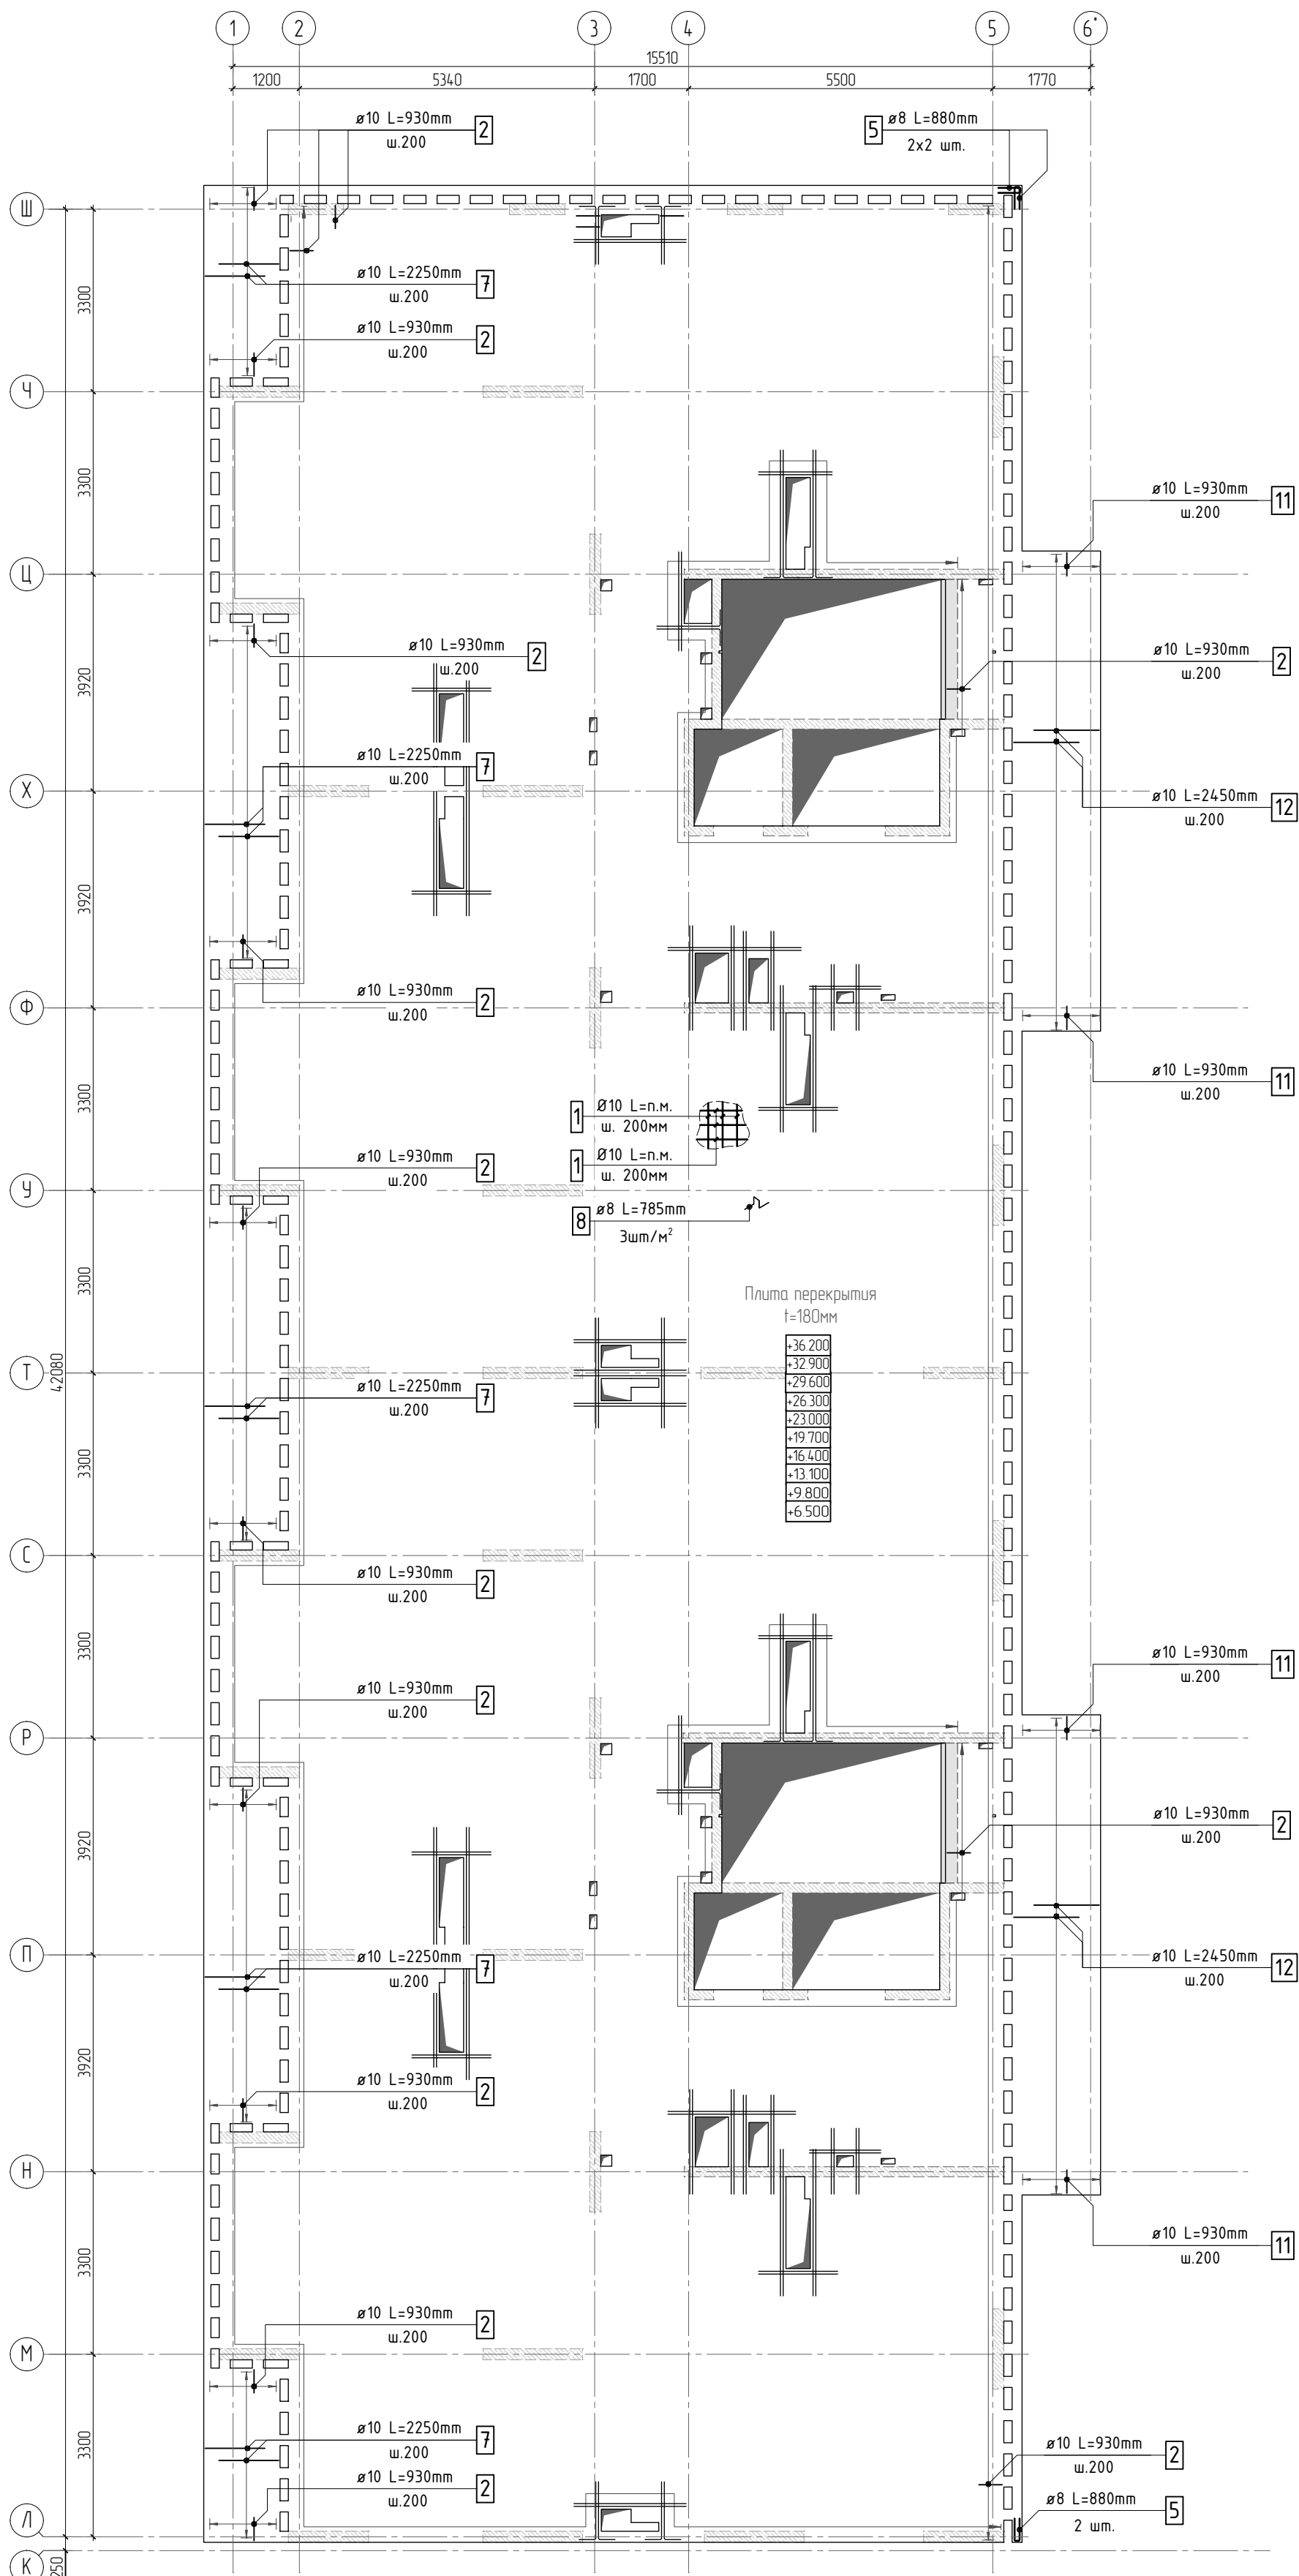 1 2 3 4 5 6*
15510
1200 5340 1700 5500 1770
ø10 L=930mm 2
ш.200
5 ø8 L=880mm
2x2 шт.
Ш
ø10 L=2250mm 7
ш.200
3300
ø10 L=930mm 2
ш.200
Ч
3300
ø10 L=930mm 11
ш.200
Ц
ø10 L=930mm 2
ш.200
ø10 L=930mm 2
ш.200
3920
ø10 L=2250mm 7
ш.200
Х
ø10 L=2450mm 12
ш.200
3920
ø10 L=930mm 2
ш.200
Ф
ø10 L=930mm 11
ш.200
3300
1 Ø10 L=п.м.
ш. 200мм
1 Ø10 L=п.м.
ш. 200мм
ø10 L=930mm 2
ш.200
У
8 ø8 L=785mm
3шт/м²
3300
Плита перекрытия
t=180мм
+36.200
+32.900
+29.600
+26.300
+23.000
+19.700
+16.400
+13.100
+9.800
+6.500
Т
42080
ø10 L=2250mm 7
ш.200
3300
С
ø10 L=930mm 2
ш.200
3300
ø10 L=930mm 11
ш.200
ø10 L=930mm 2
ш.200
Р
3920
ø10 L=930mm 2
ш.200
П
ø10 L=2250mm 7
ш.200
ø10 L=2450mm 12
ш.200
3920
ø10 L=930mm 2
ш.200
Н
ø10 L=930mm 11
ш.200
3300
ø10 L=930mm 2
ш.200
М
3300
ø10 L=2250mm 7
ш.200
ø10 L=930mm 2
ш.200
ø10 L=930mm 2
ш.200
ø8 L=880mm 5
2 шт.
Л
К
250